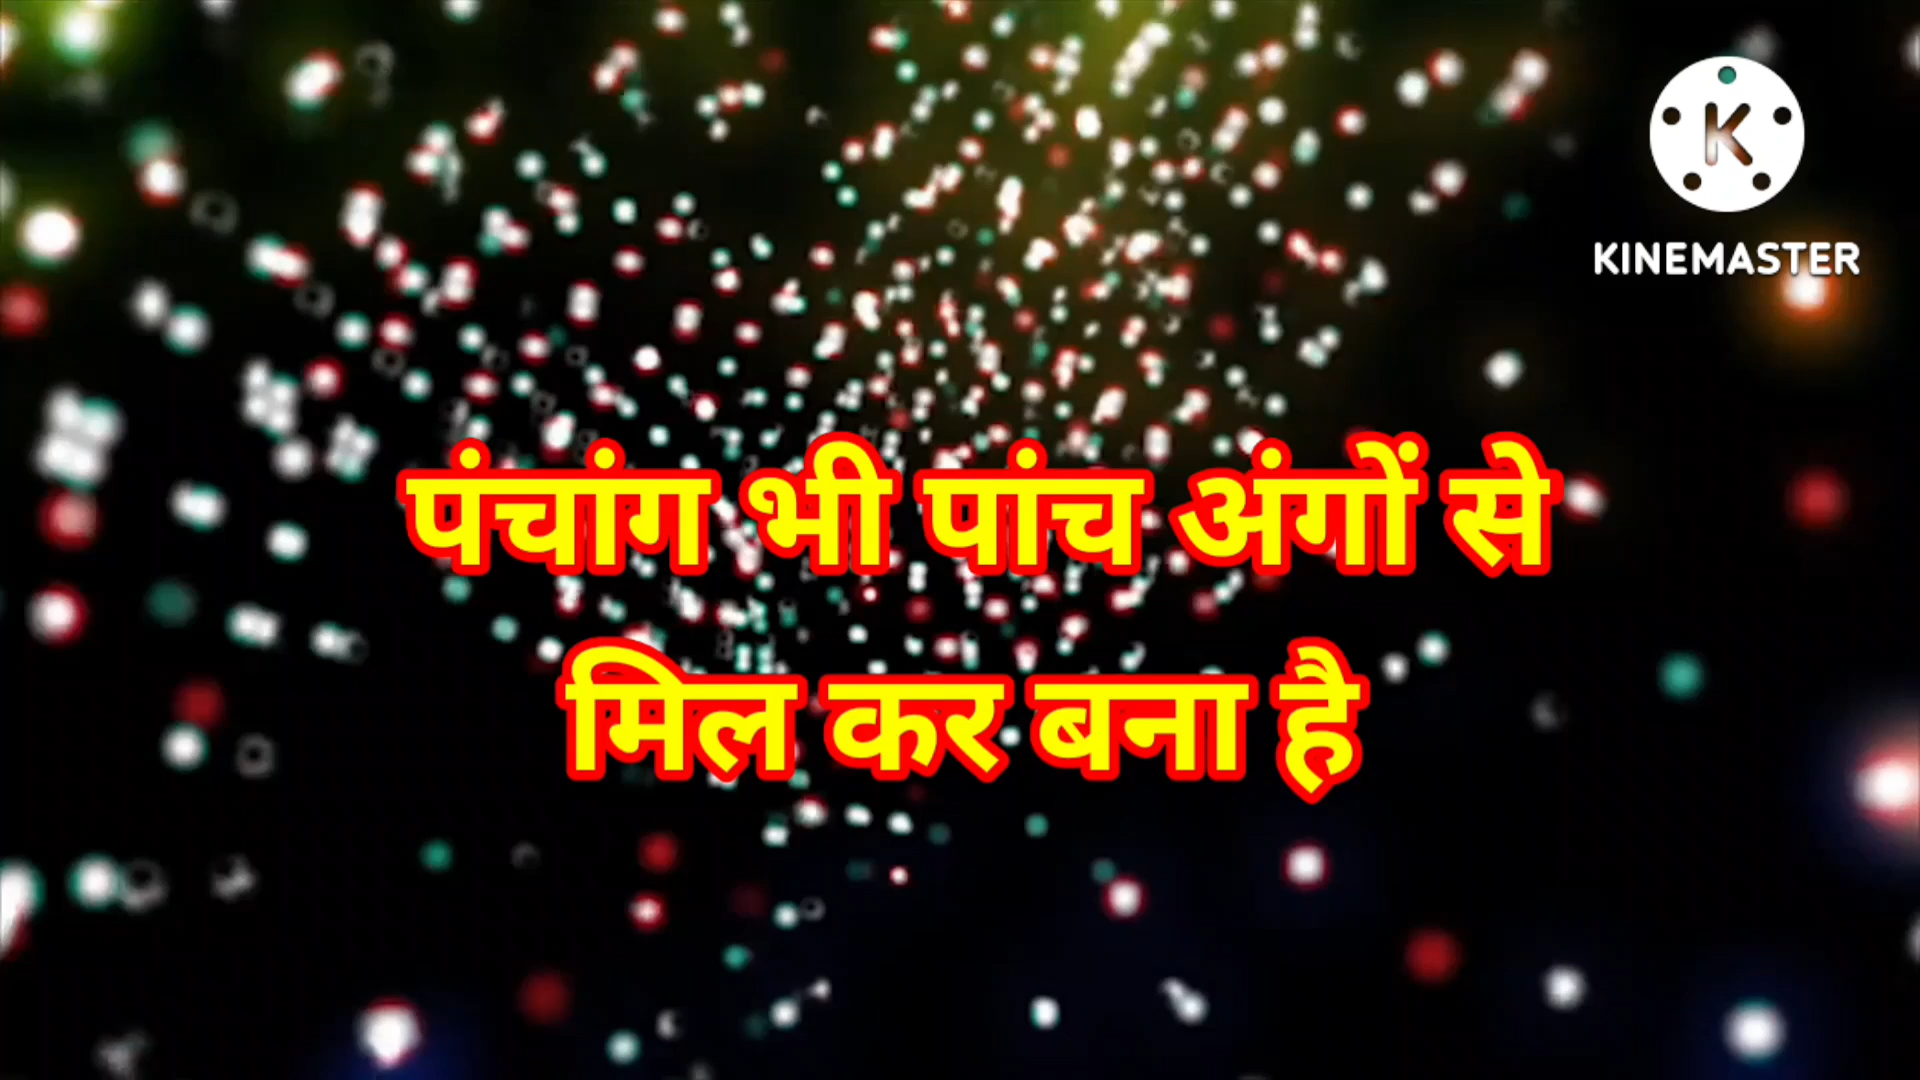 K
KINEMASTER
पंचांग भी पांच अंगों से
मिल कर बना है